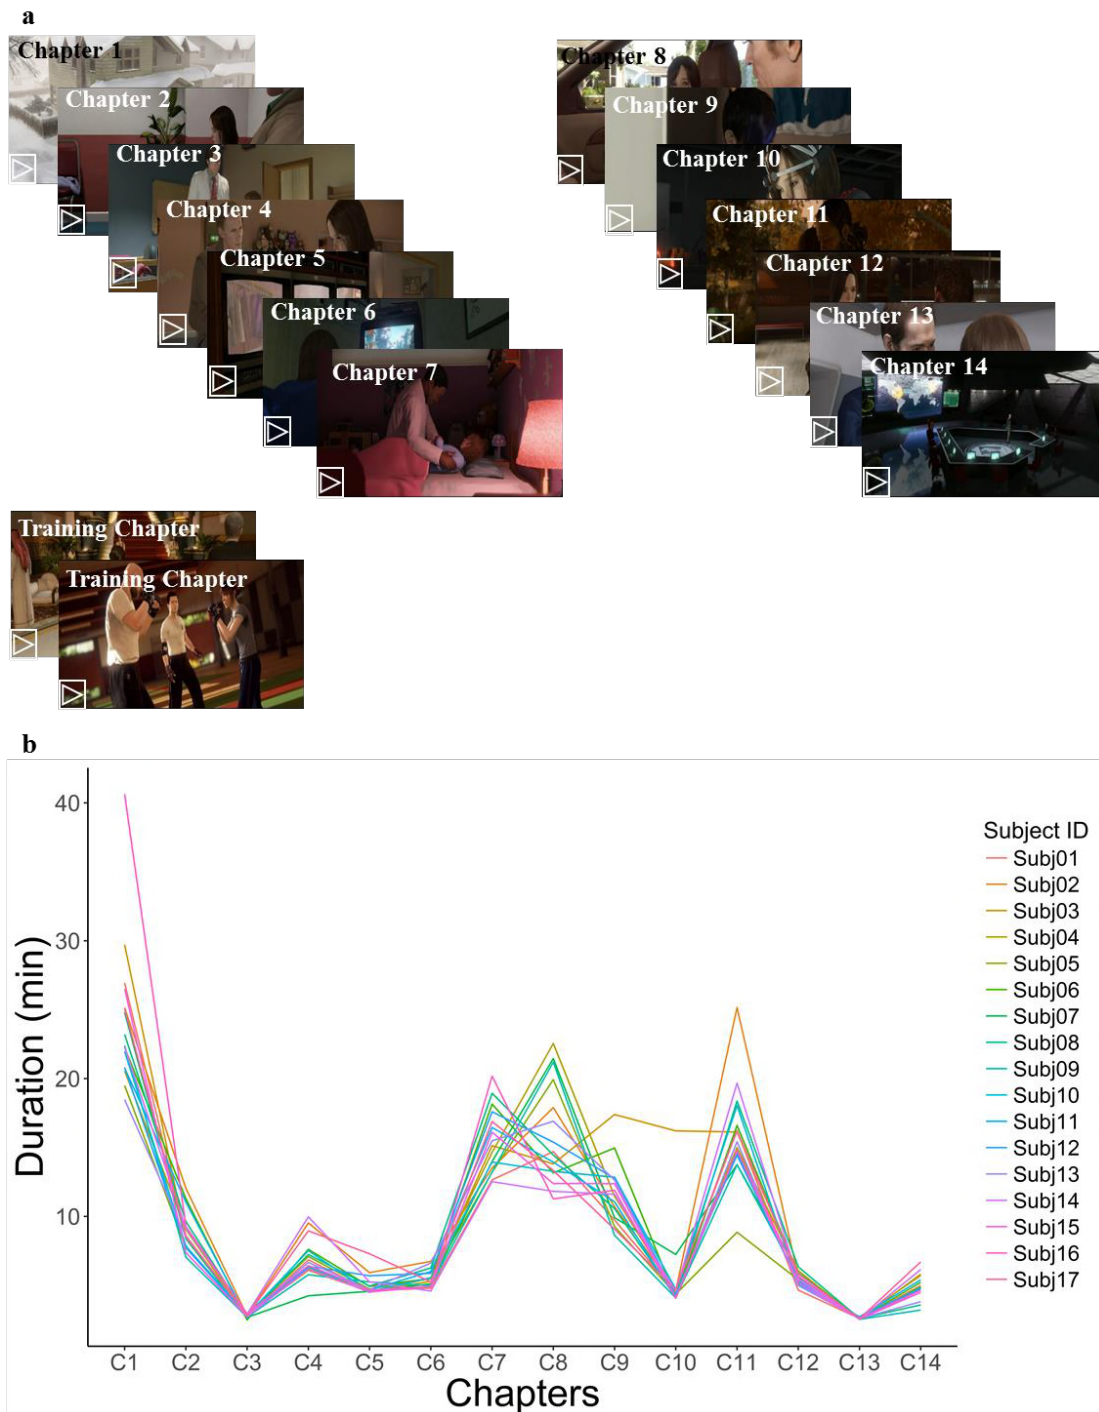 a
Chapter 1
Chapter 2
Chapter 3
Chapter 4
Chapter 5
Chapter 6
Chapter 7
Chapter 8
Chapter 9
Chapter 10
Chapter 11
Chapter 12
Chapter 13
Chapter 14
Training Chapter
Training Chapter
b
Duration (min)
40
30
20
10
C1 C2 C3 C4 C5 C6 C7 C8 C9 C10 C11 C12 C13 C14
Chapters
Subject ID
Subj01
Subj02
Subj03
Subj04
Subj05
Subj06
Subj07
Subj08
Subj09
Subj10
Subj11
Subj12
Subj13
Subj14
Subj15
Subj16
Subj17